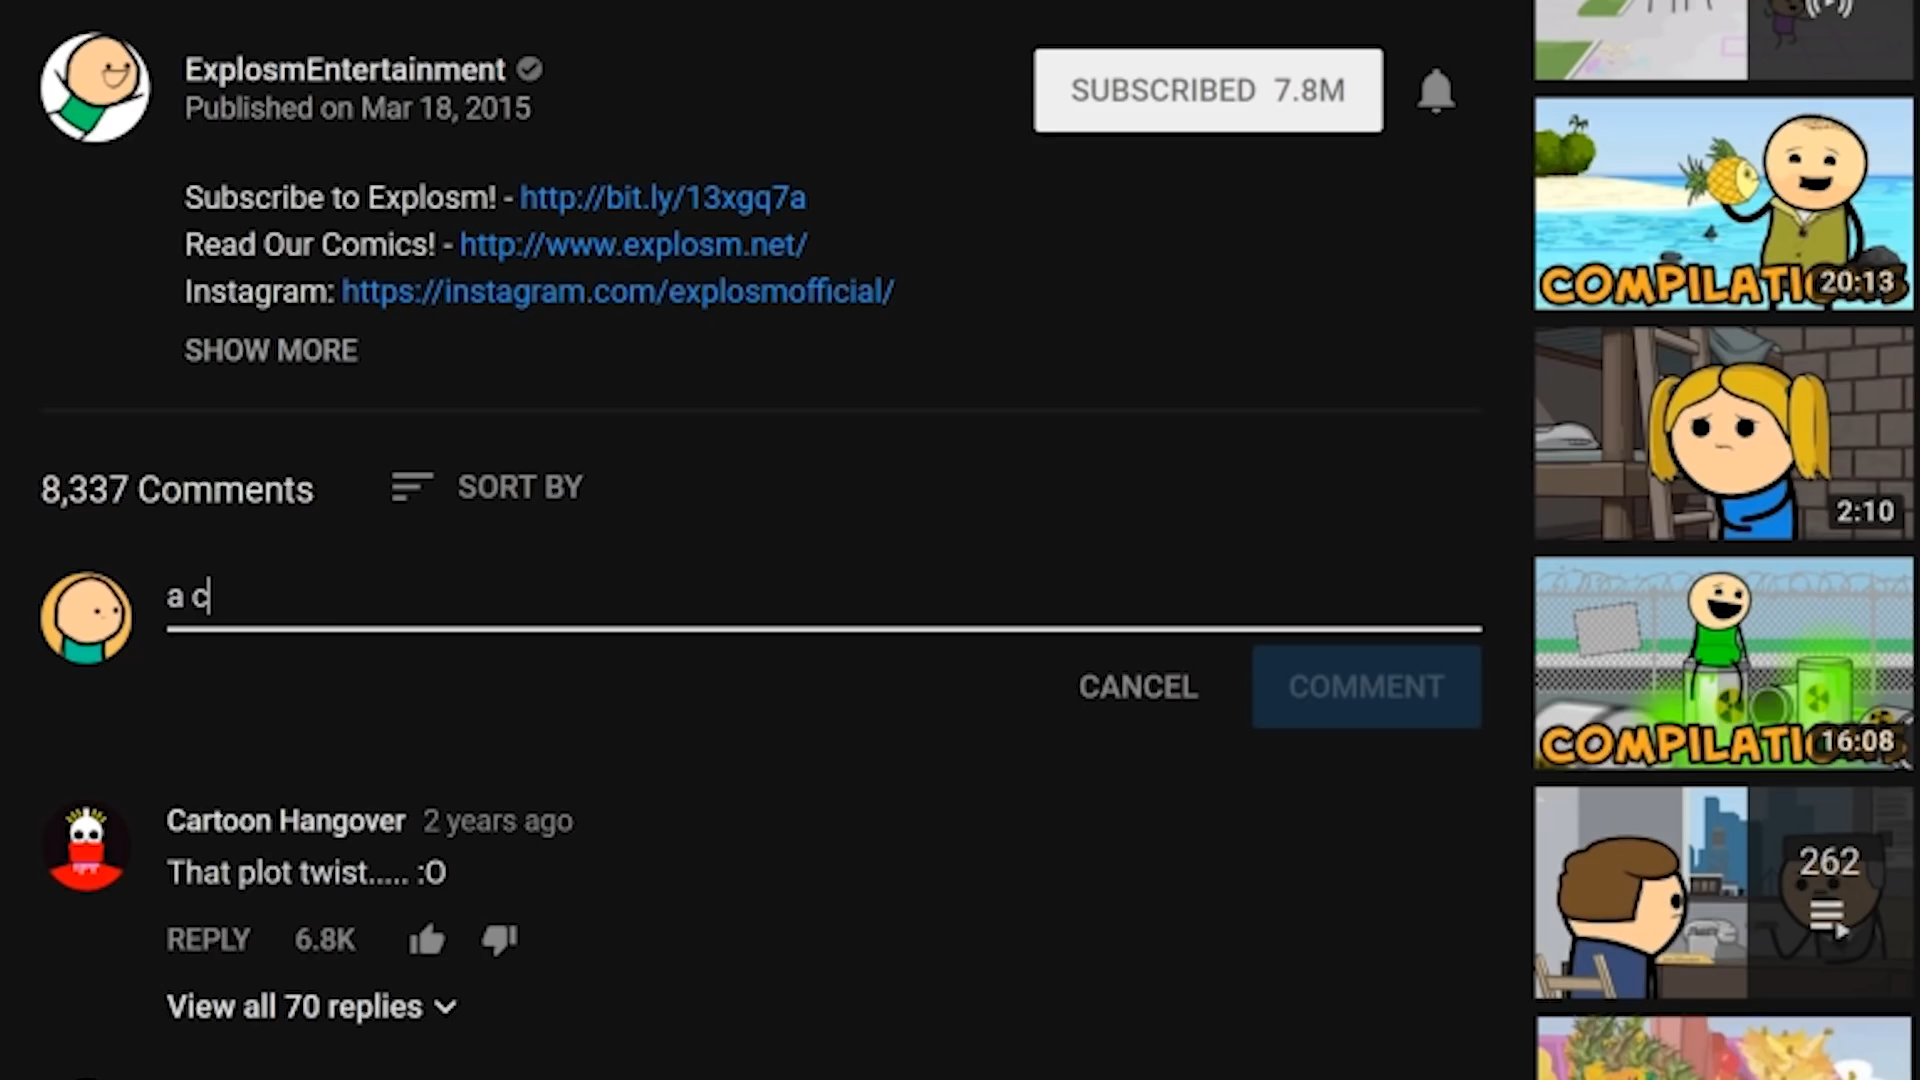 ExplosmEntertainment
Published on Mar 18, 2015
SUBSCRIBED 7.8M
Subscribe to Explosm! - http://bit.ly/13xgq7a
Read Our Comics! - http://www.explosm.net/
Instagram: https://instagram.com/explosmofficial/
SHOW MORE
8,337 Comments
SORT BY
a c
CANCEL
COMMENT
Cartoon Hangover 2 years ago
That plot twist..... :O
REPLY 6.8K
View all 70 replies
20:13
2:10
16:08
262